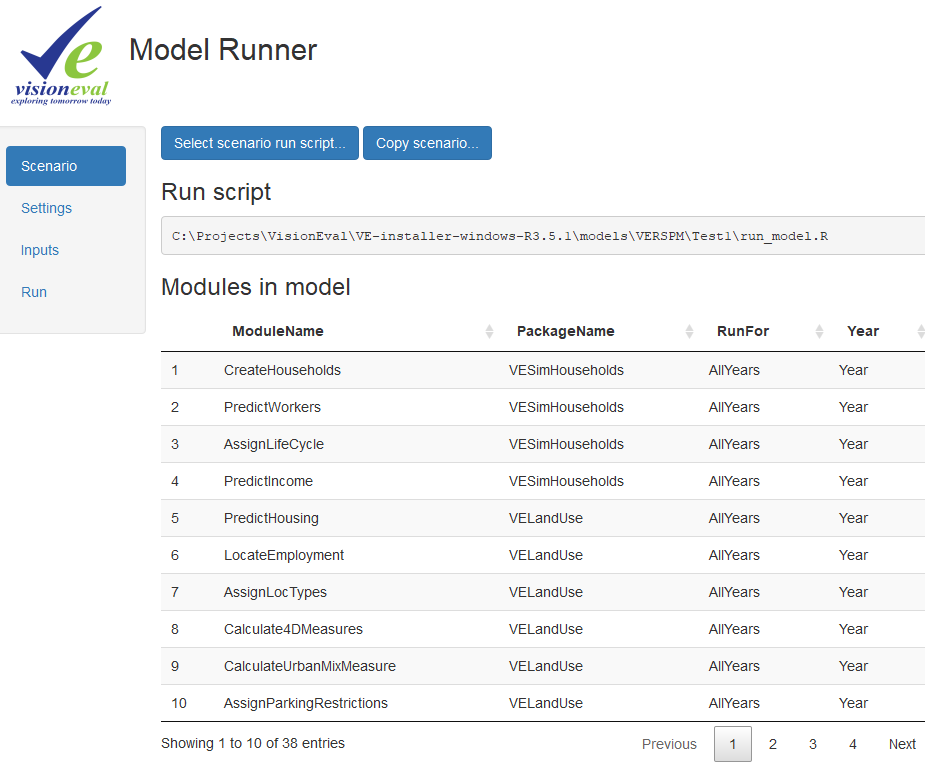 visioneval
exploring tomorrow today
Model Runner
Scenario
Settings
Inputs
Run
Select scenario run script... Copy scenario...
Run script
C:\Projects\VisionEval\VE-installer-windows-R3.5.1\models\VERSPM\Test1\run_model.R
Modules in model
ModuleName PackageName RunFor Year
1 CreateHouseholds VESimHouseholds AllYears Year
2 PredictWorkers VESimHouseholds AllYears Year
3 AssignLifeCycle VESimHouseholds AllYears Year
4 PredictIncome VESimHouseholds AllYears Year
5 PredictHousing VELandUse AllYears Year
6 LocateEmployment VELandUse AllYears Year
7 AssignLocTypes VELandUse AllYears Year
8 Calculate4DMeasures VELandUse AllYears Year
9 CalculateUrbanMixMeasure VELandUse AllYears Year
10 AssignParkingRestrictions VELandUse AllYears Year
Showing 1 to 10 of 38 entries Previous 1 2 3 4 Next